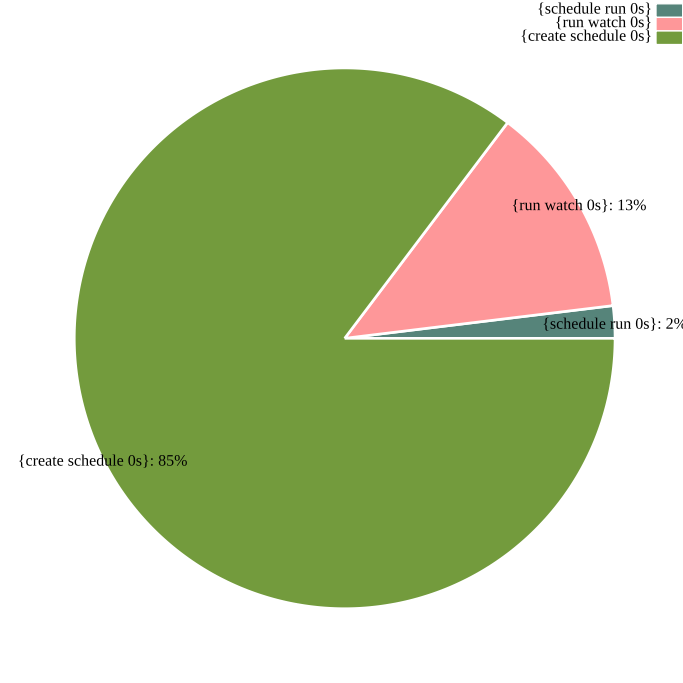 {schedule run 0s}
{run watch 0s}
{create schedule 0s}
{run watch 0s}: 13%
{schedule run 0s}: 2%
{create schedule 0s}: 85%